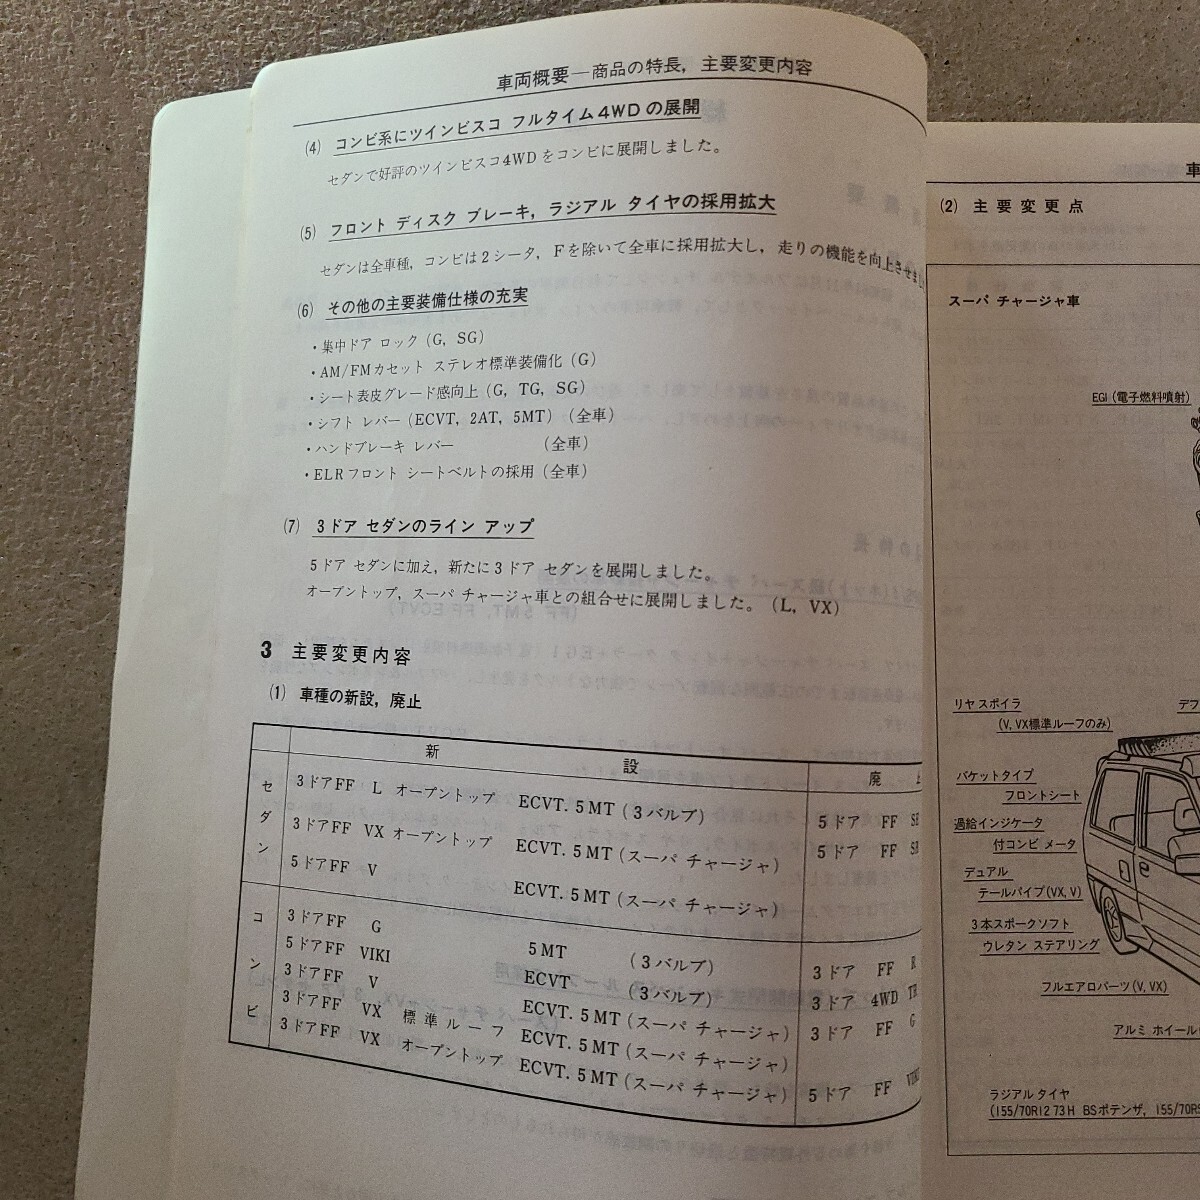 車両概要―商品の特長，主要変更内容
(4) コンビ系にツインビスコ フルタイム4WDの展開
セダンで好評のツインビスコ4WDをコンビに展開しました。
(5) フロント ディスク ブレーキ，ラジアル タイヤの採用拡大
セダンは全車種，コンビは2シータ，Fを除いて全車に採用拡大し，走りの機能を向上させ
(6) その他の主要装備仕様の充実
・集中ドア ロック（G，SG）
・AM/FMカセット ステレオ標準装備化（G）
・シート表皮グレード感向上（G，TG，SG）
・シフト レバー（ECVT，2AT，5MT）（全車）
・ハンドブレーキ レバー （全車）
・ELRフロント シートベルトの採用（全車）
(7) 3ドア セダンのライン アップ
5ドア セダンに加え，新たに3ドア セダンを展開しました。
オープントップ，スーパ チャージャ車との組合せに展開しました。（L，VX）
3 主要変更内容
(1) 車種の新設，廃止
新 設 廃
セダン
3ドアFF L オープントップ ECVT. 5MT（3バルブ） 5ドア FF
3ドアFF VX オープントップ ECVT. 5MT（スーパ チャージャ） 5ドア FF
5ドアFF V ECVT. 5MT（スーパ チャージャ）
コンビ
3ドアFF G 5MT （3バルブ） 3ドア FF R
5ドアFF VIKI ECVT （3バルブ） 3ドア 4WD
3ドアFF V ECVT. 5MT（スーパ チャージャ） 3ドア FF G
3ドアFF VX 標準ルーフ ECVT. 5MT（スーパ チャージャ）
3ドアFF VX オープントップ ECVT. 5MT（スーパ チャージャ） 5ドア FF VIKI
車
(2) 主要変更点
スーパ チャージャ車
EGI（電子燃料噴射）
リヤ スポイラ
（V, VX標準ルーフのみ）
デフ
バケットタイプ
フロントシート
過給インジケータ
付コンビ メータ
デュアル
テールパイプ（VX, V）
3本スポークソフト
ウレタン ステアリング
フルエアロパーツ（V, VX）
アルミ ホイール
ラジアル タイヤ
（155/70R12 73H BSポテンザ，155/70R